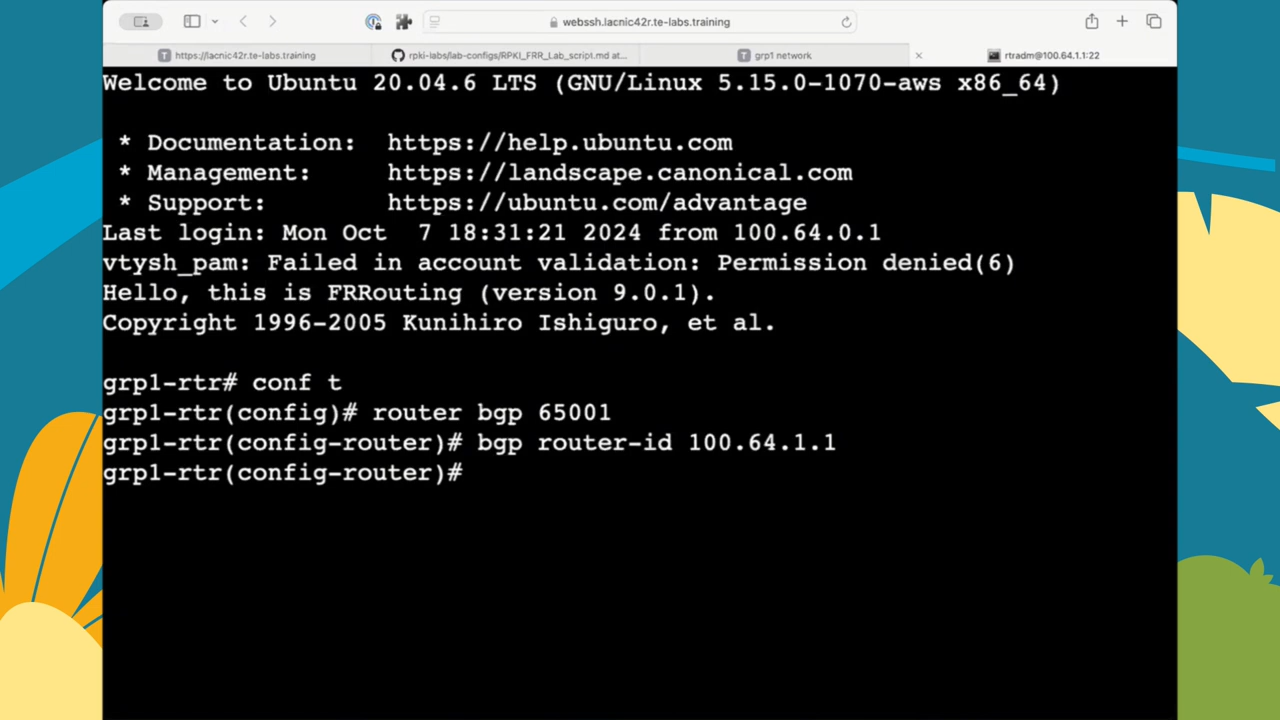 webssh.lacnic42r.te-labs.training
https://lacnic42r.te-labs.training
rpki-labs/lab-configs/RPKI_FRR_Lab_script.md at...
grp1 network
rtradm@100.64.1.1:22
Welcome to Ubuntu 20.04.6 LTS (GNU/Linux 5.15.0-1070-aws x86_64)
* Documentation:  https://help.ubuntu.com
* Management:     https://landscape.canonical.com
* Support:        https://ubuntu.com/advantage
Last login: Mon Oct  7 18:31:21 2024 from 100.64.0.1
vtysh_pam: Failed in account validation: Permission denied(6)
Hello, this is FRRouting (version 9.0.1).
Copyright 1996-2005 Kunihiro Ishiguro, et al.
grp1-rtr# conf t
grp1-rtr(config)# router bgp 65001
grp1-rtr(config-router)# bgp router-id 100.64.1.1
grp1-rtr(config-router)#